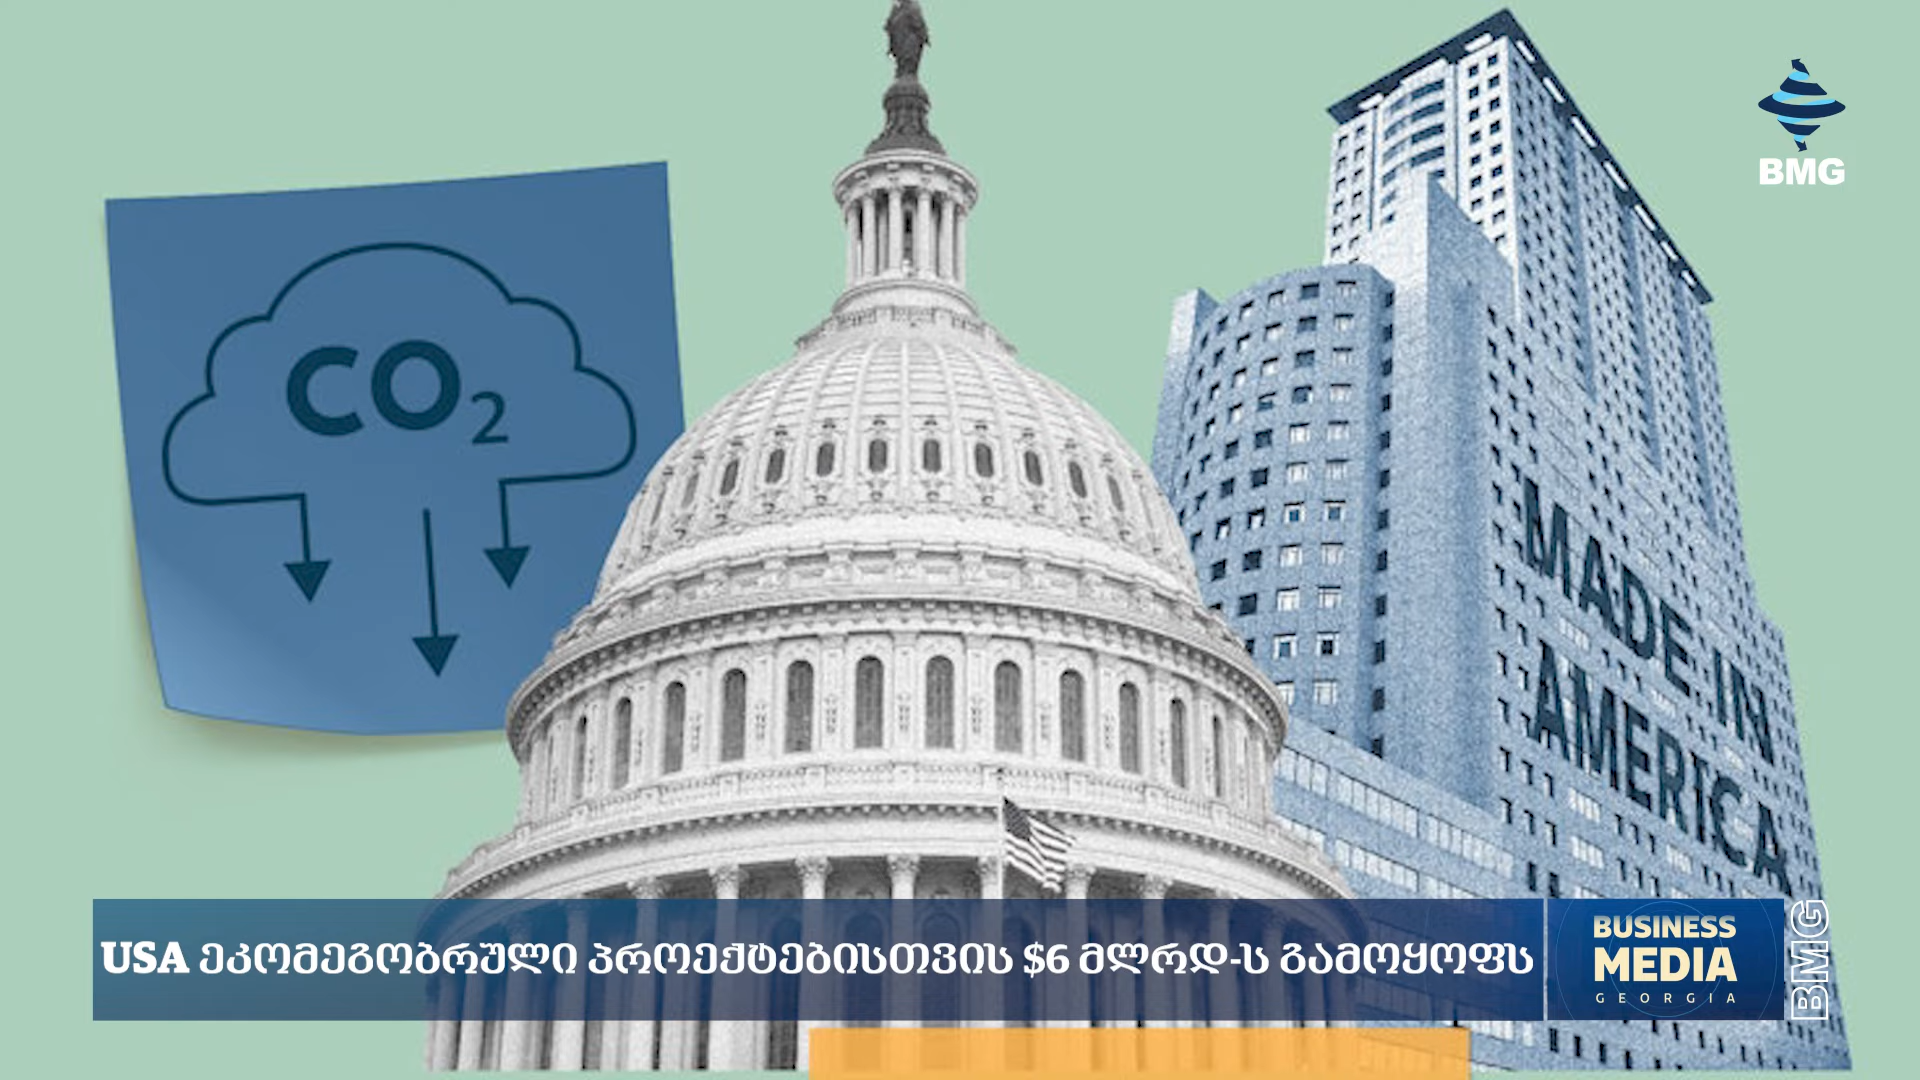 BMG
CO₂
MADE IN
AMERICA
USA ეკომეგობრული პროექტებისთვის $6 მლრდ-ს გამოყოფს
BUSINESS
MEDIA
GEORGIA
BMG